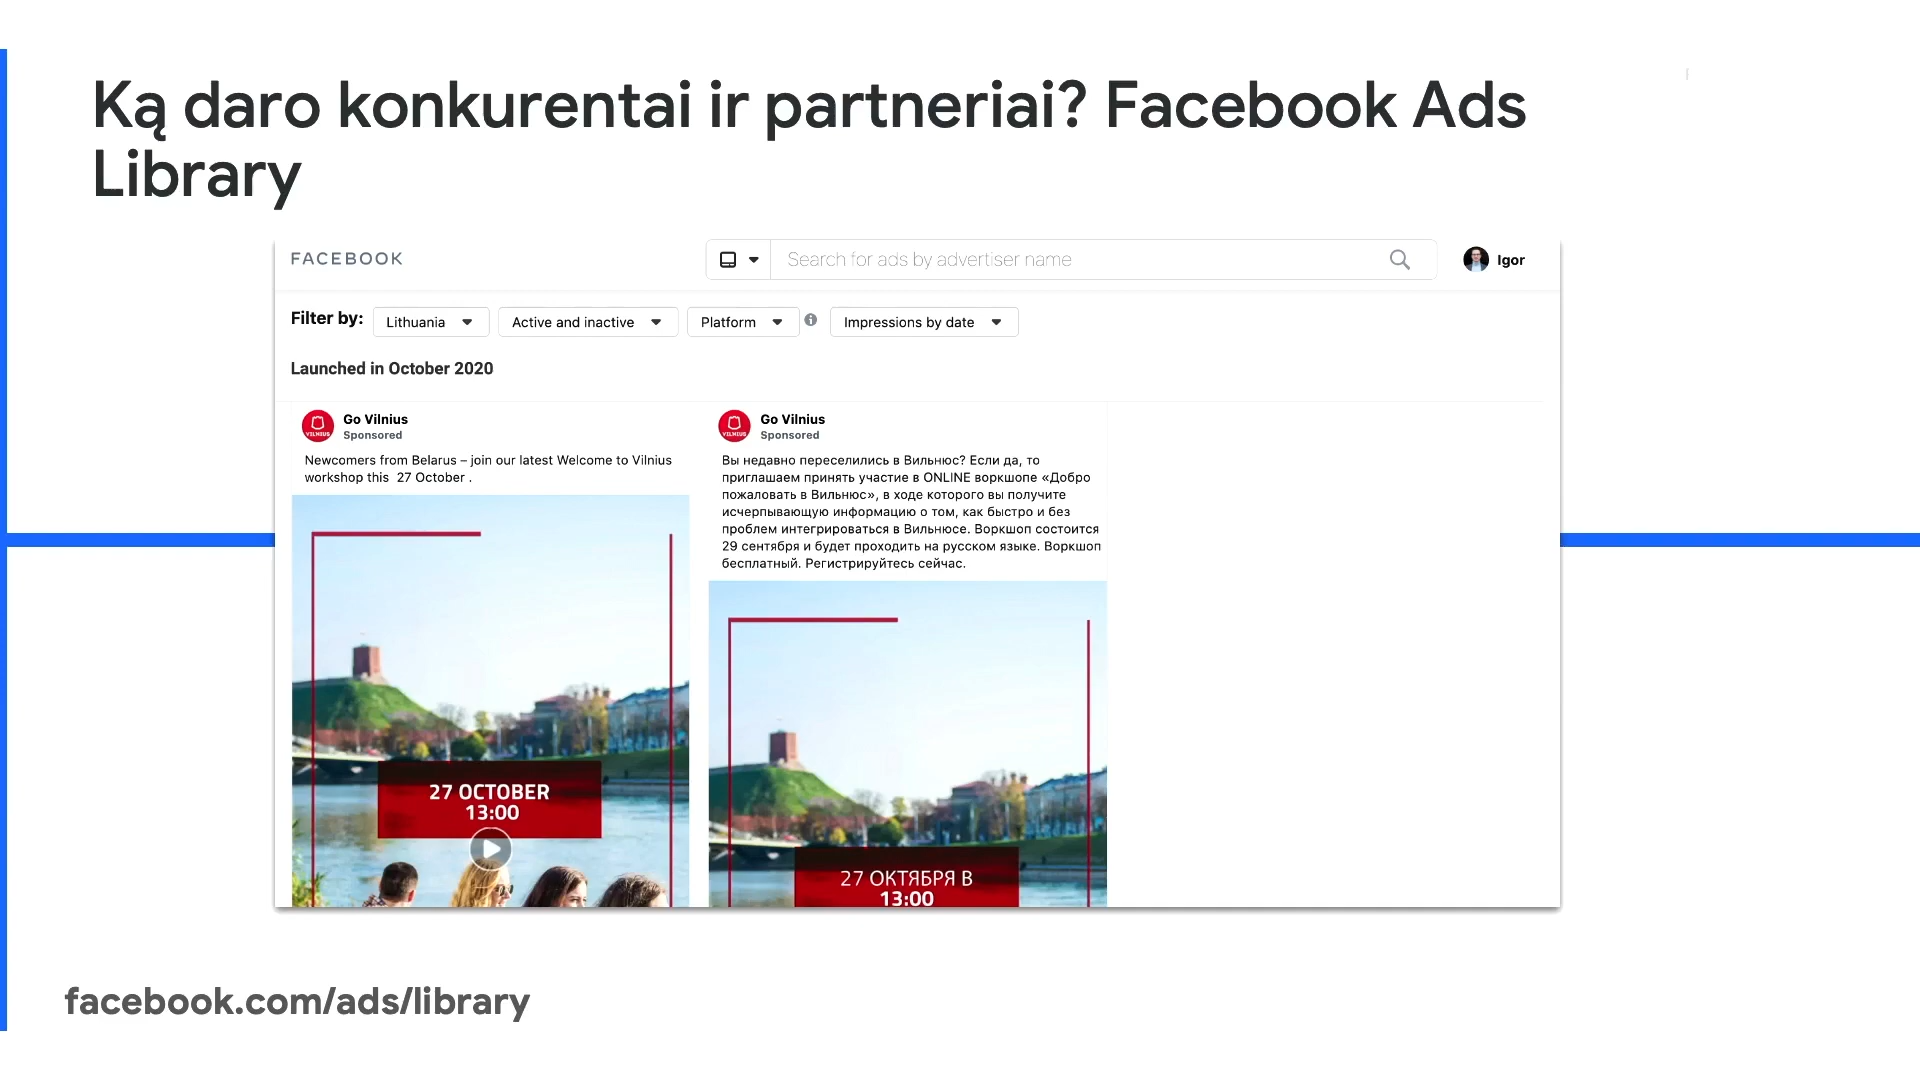 Ką daro konkurentai ir partneriai? Facebook Ads
Library
FACEBOOK
Search for ads by advertiser name
Igor
Filter by:
Lithuania
Active and inactive
Platform
Impressions by date
Launched in October 2020
Go Vilnius
Sponsored
Newcomers from Belarus – join our latest Welcome to Vilnius
workshop this 27 October .
VILNIUS
27 OCTOBER
13:00
Go Vilnius
Sponsored
Вы недавно переселились в Вильнюс? Если да, то
приглашаем принять участие в ONLINE воркшопе «Добро
пожаловать в Вильнюс», в ходе которого вы получите
исчерпывающую информацию о том, как быстро и без
проблем интегрироваться в Вильнюсе. Воркшоп состоится
29 сентября и будет проходить на русском языке. Воркшоп
бесплатный. Регистрируйтесь сейчас.
VILNIUS
27 ОКТЯБРЯ В
13:00
facebook.com/ads/library